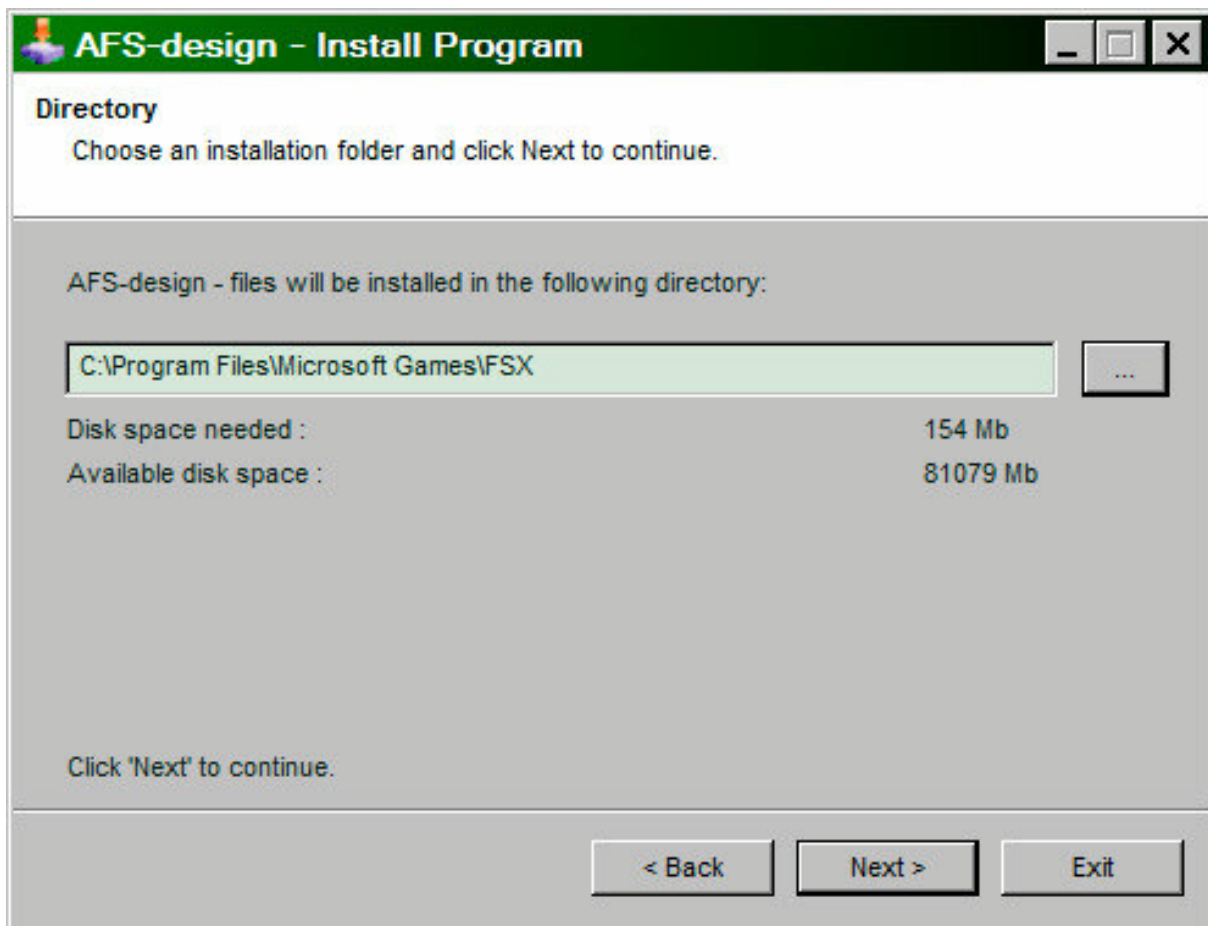 AFS-design - Install Program
Directory
Choose an installation folder and click Next to continue.
AFS-design - files will be installed in the following directory:
C:\Program Files\Microsoft Games\FSX
...
Disk space needed : 154 Mb
Available disk space : 81079 Mb
Click 'Next' to continue.
< Back Next > Exit